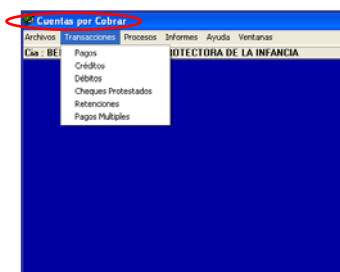 Cuentas por Cobrar
Archivos Transacciones Procesos Informes Ayuda Ventanas
Cia : BE OTECTORA DE LA INFANCIA
Pagos
Créditos
Débitos
Cheques Protestados
Retenciones
Pagos Multiples